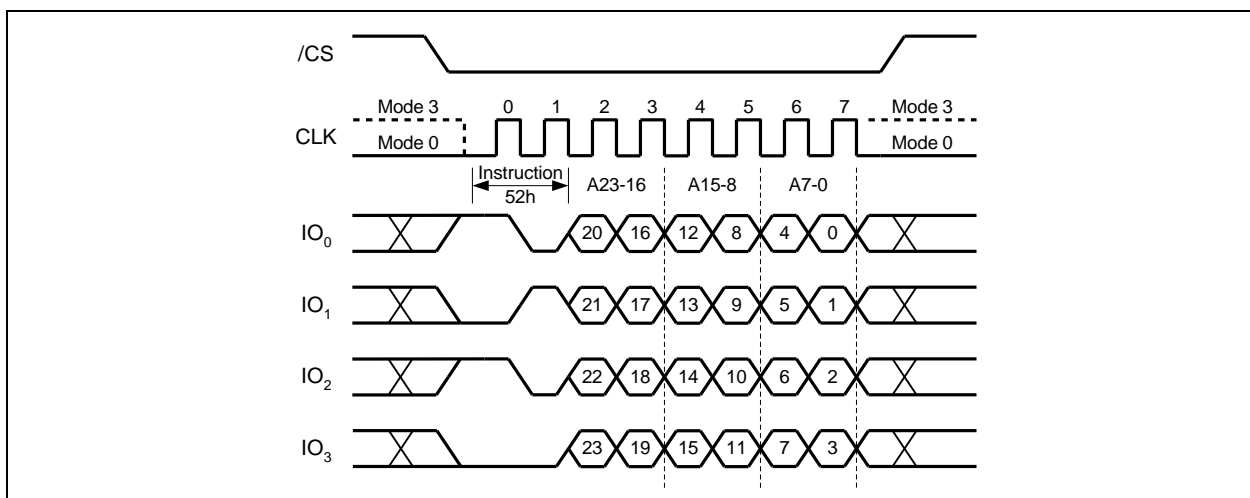 /CS
Mode 3 0 1 2 3 4 5 6 7 Mode 3
CLK
Mode 0 Mode 0
Instruction
52h
A23-16 A15-8 A7-0
IO0 20 16 12 8 4 0
IO1 21 17 13 9 5 1
IO2 22 18 14 10 6 2
IO3 23 19 15 11 7 3